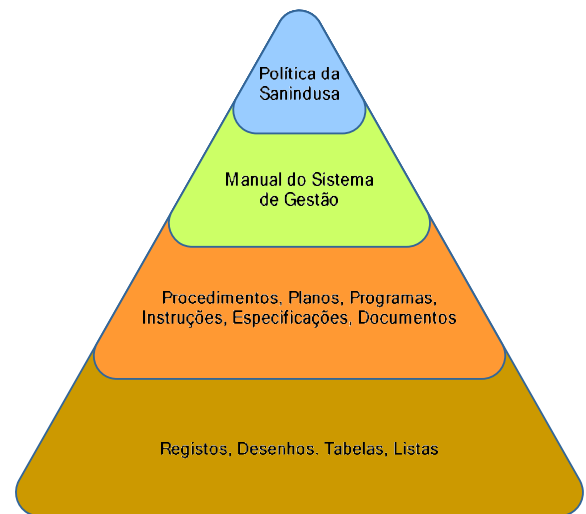 Política da
Sanindusa
Manual do Sistema
de Gestão
Procedimentos, Planos, Programas,
Instruções, Especificações, Documentos
Registos, Desenhos. Tabelas, Listas